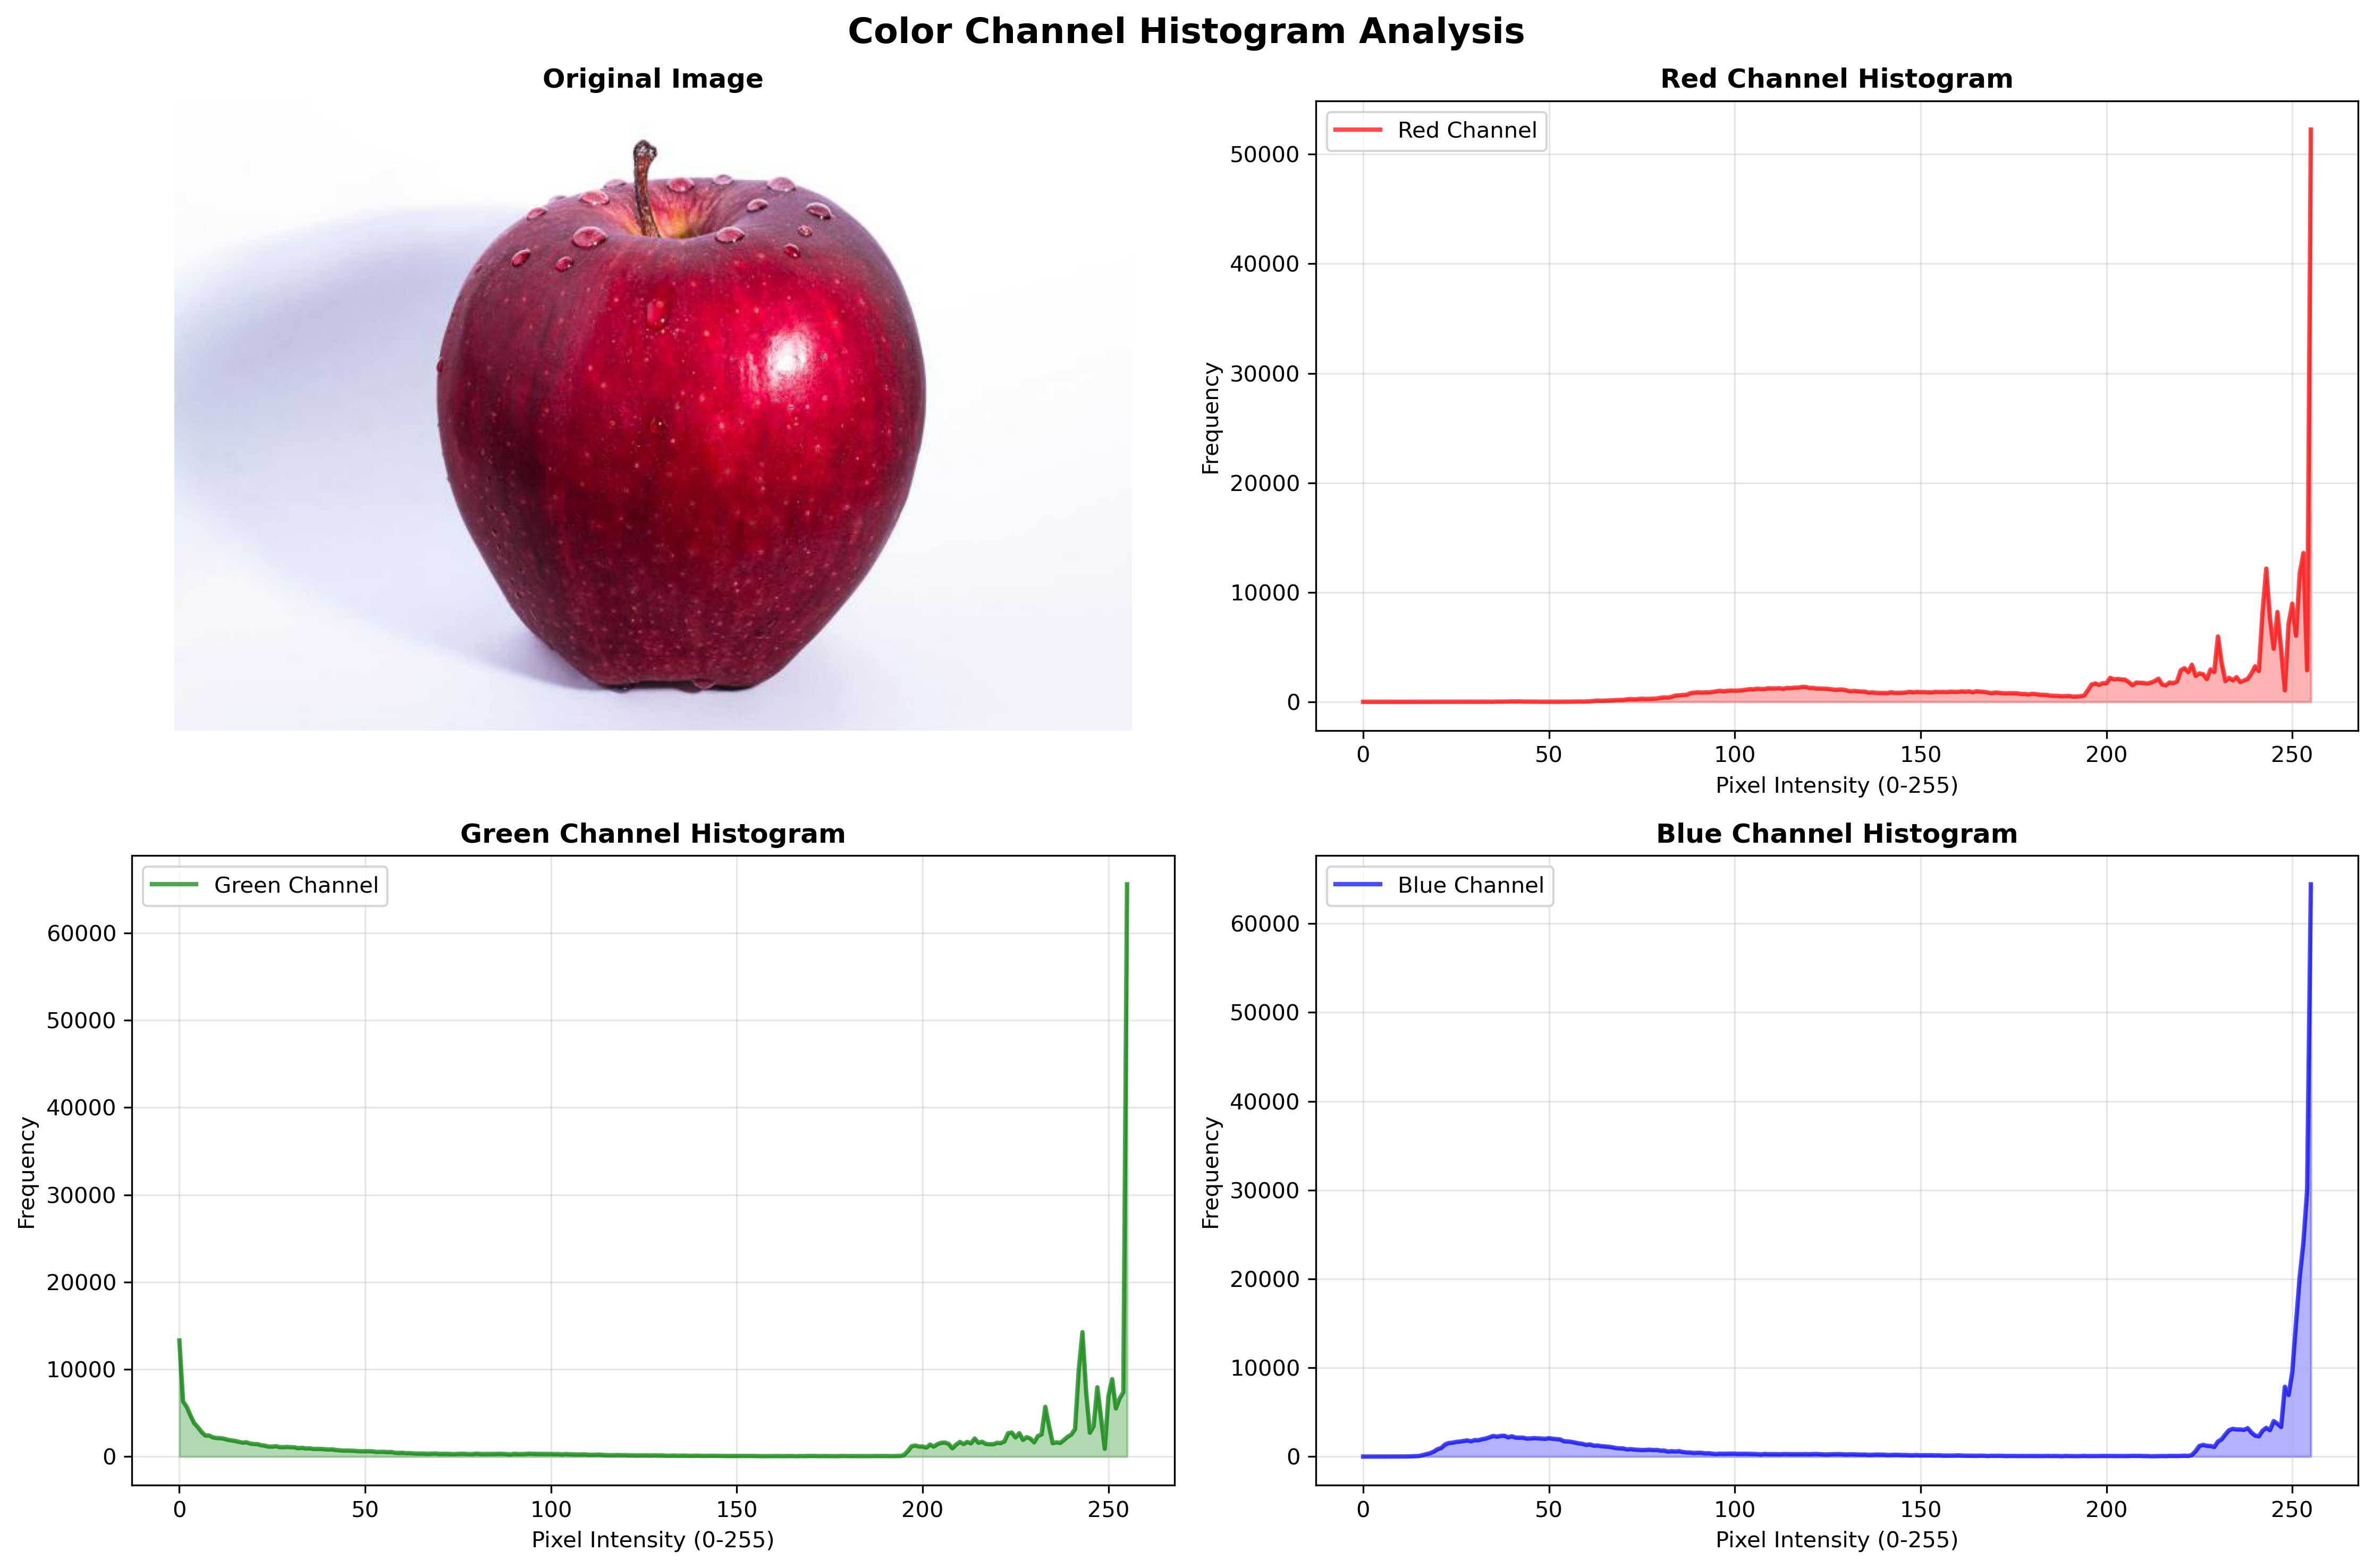 Color Channel Histogram Analysis
Original Image
Red Channel Histogram
Red Channel
50000
40000
30000
20000
10000
0
Frequency
0 50 100 150 200 250
Pixel Intensity (0-255)
Green Channel Histogram
Green Channel
60000
50000
40000
30000
20000
10000
0
Frequency
0 50 100 150 200 250
Pixel Intensity (0-255)
Blue Channel Histogram
Blue Channel
60000
50000
40000
30000
20000
10000
0
Frequency
0 50 100 150 200 250
Pixel Intensity (0-255)